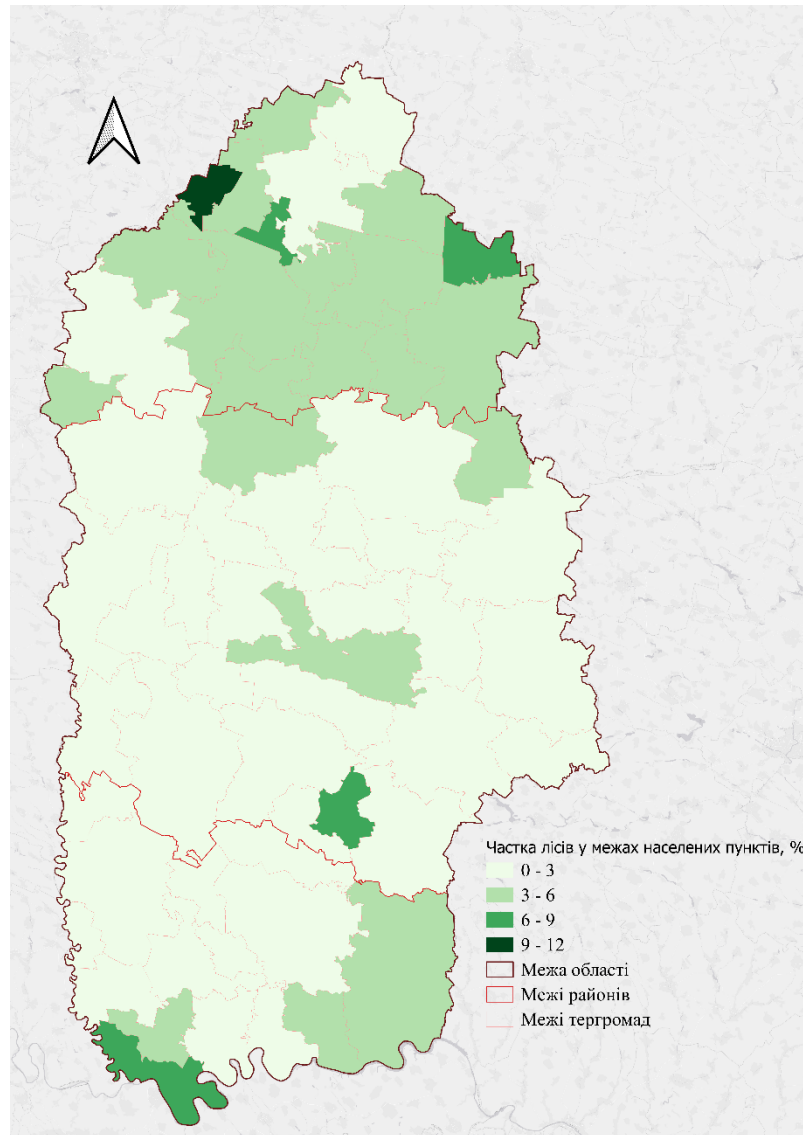 Частка лісів у межах населених пунктів, %
0 - 3
3 - 6
6 - 9
9 - 12
Межа області
Межі районів
Межі тергромад